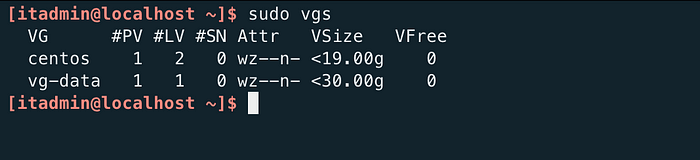 [itadmin@localhost ~]$ sudo vgs
  VG      #PV #LV #SN Attr   VSize   VFree
  centos    1   2   0 wz--n- <19.00g    0
  vg-data   1   1   0 wz--n- <30.00g    0
[itadmin@localhost ~]$